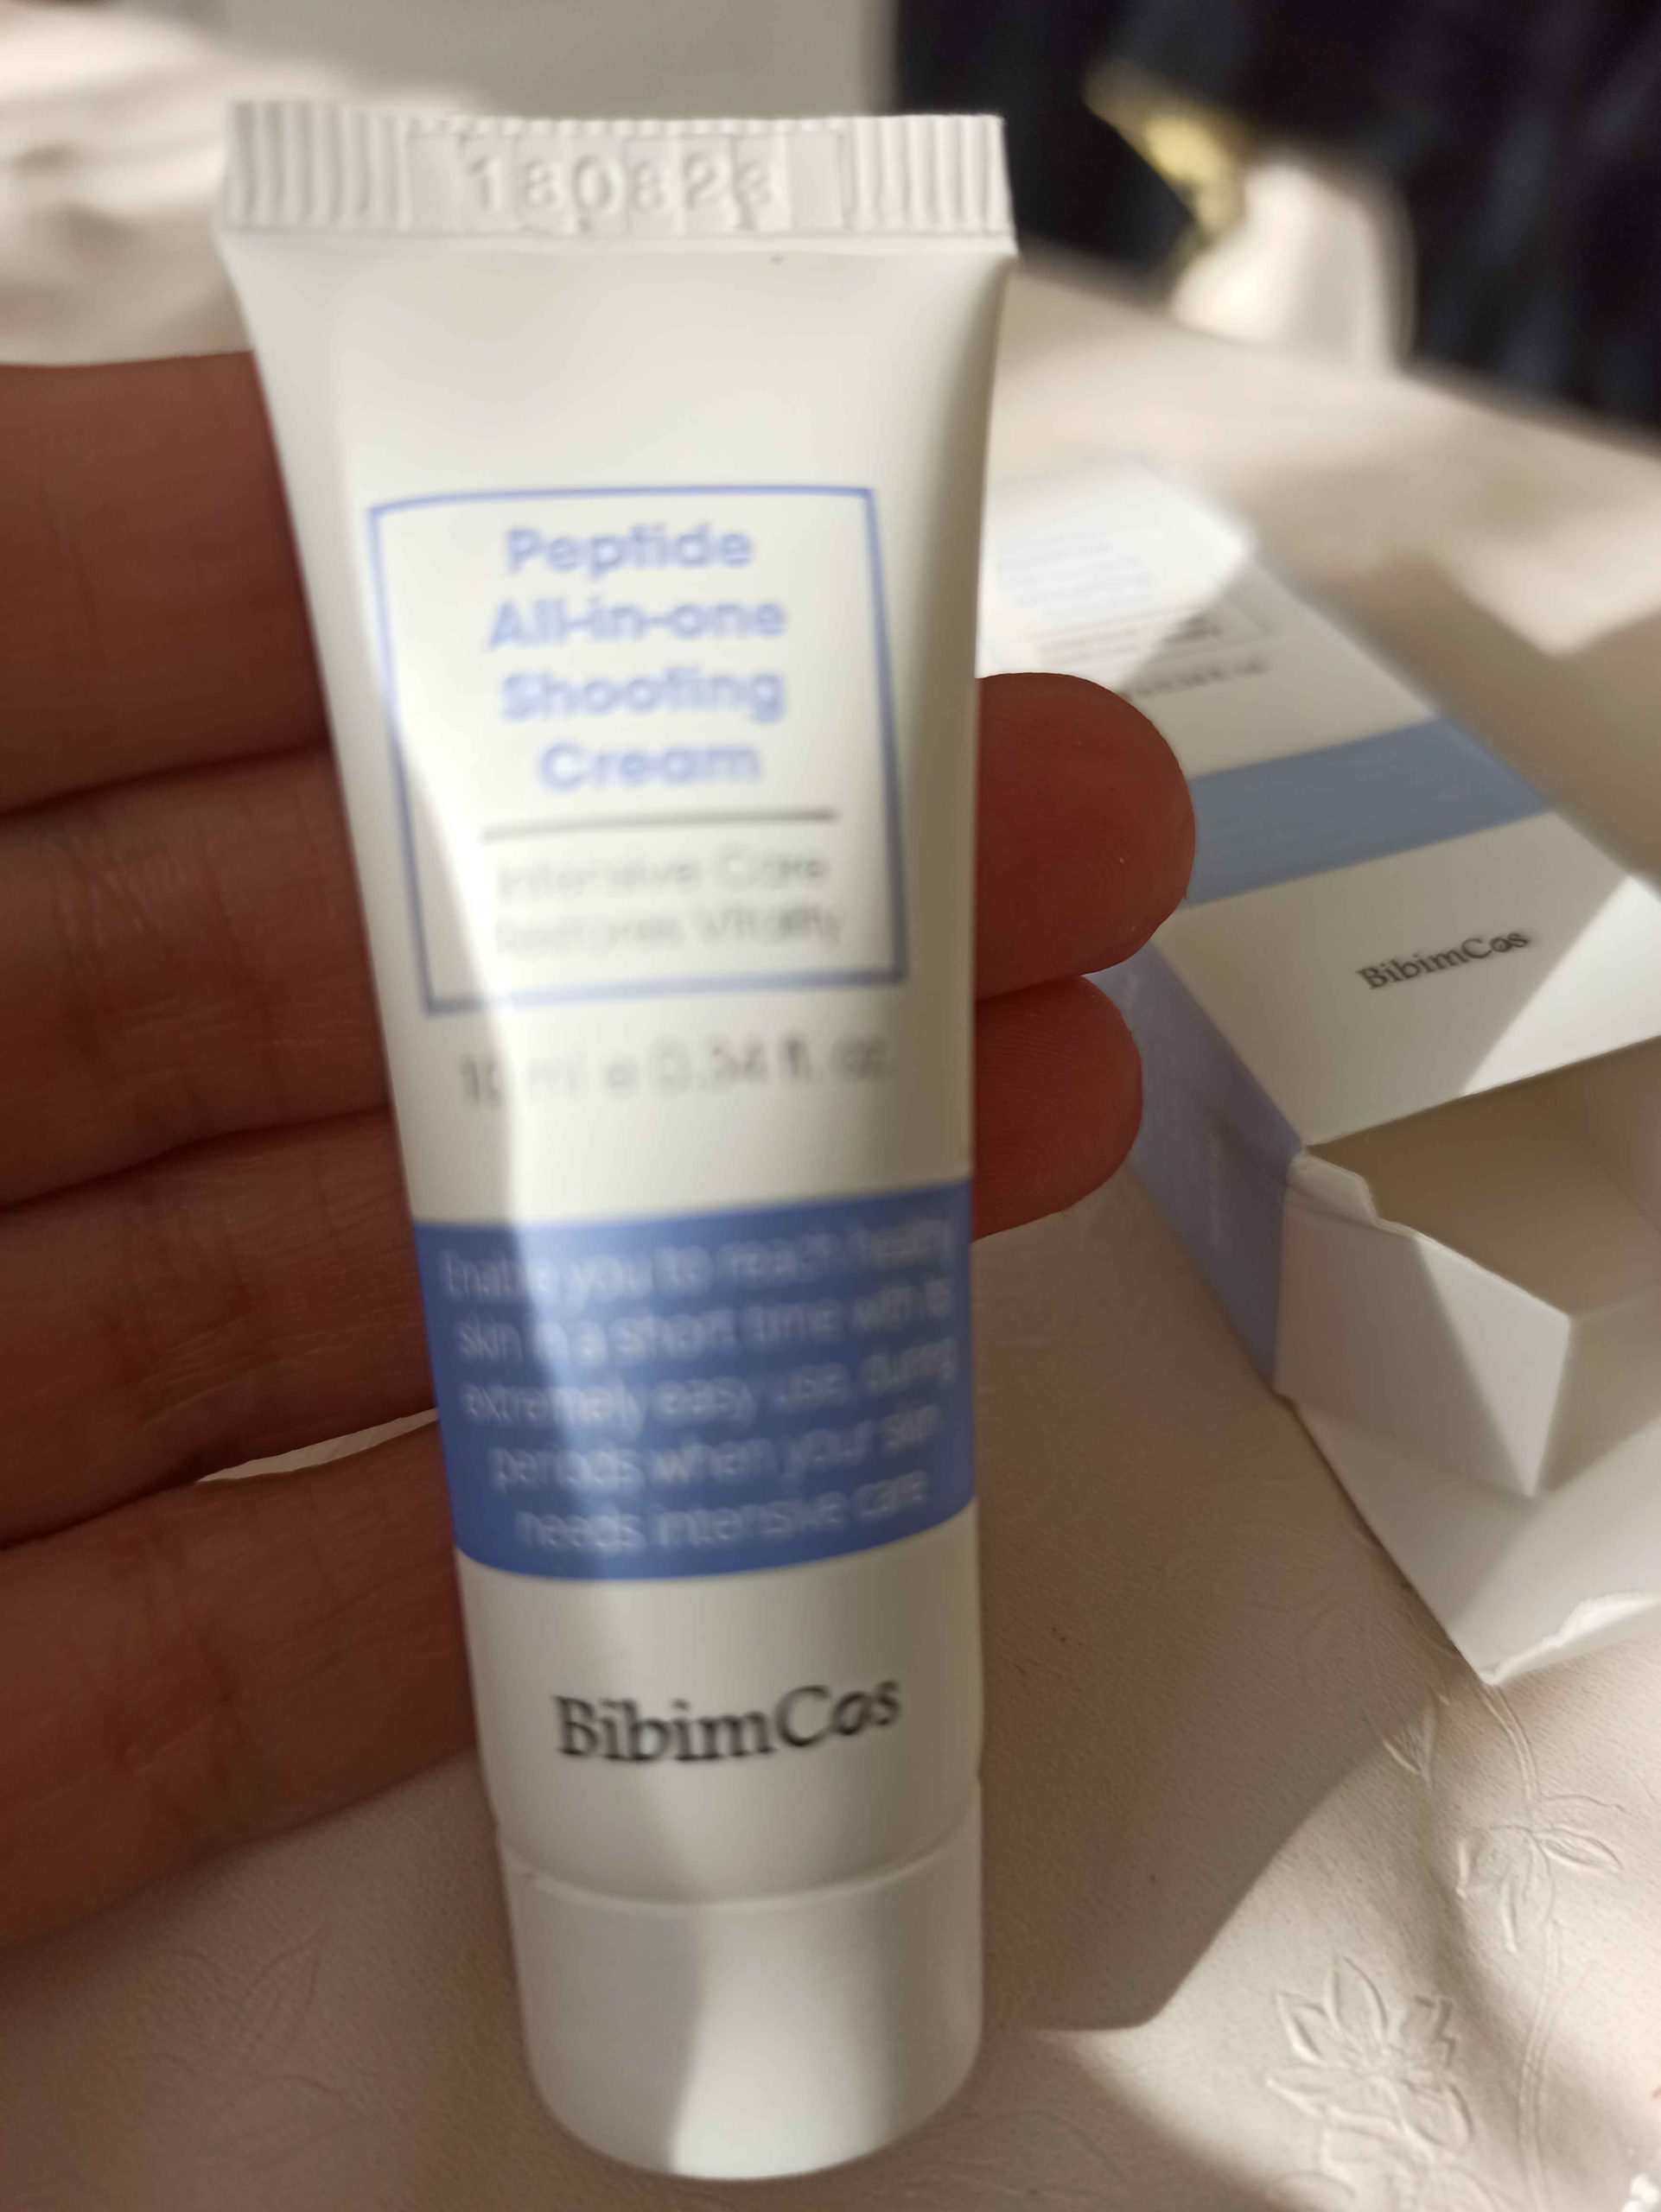 180823
Peptide
All-in-one
Shooting
Cream
Intensive Care
Restores Vitality
10 ml e 0.34 fl. oz.
Enable you to reach healthy
skin in a short time with its
extremely easy use, during
periods when your skin
needs intensive care
BibimCos
BibimCos